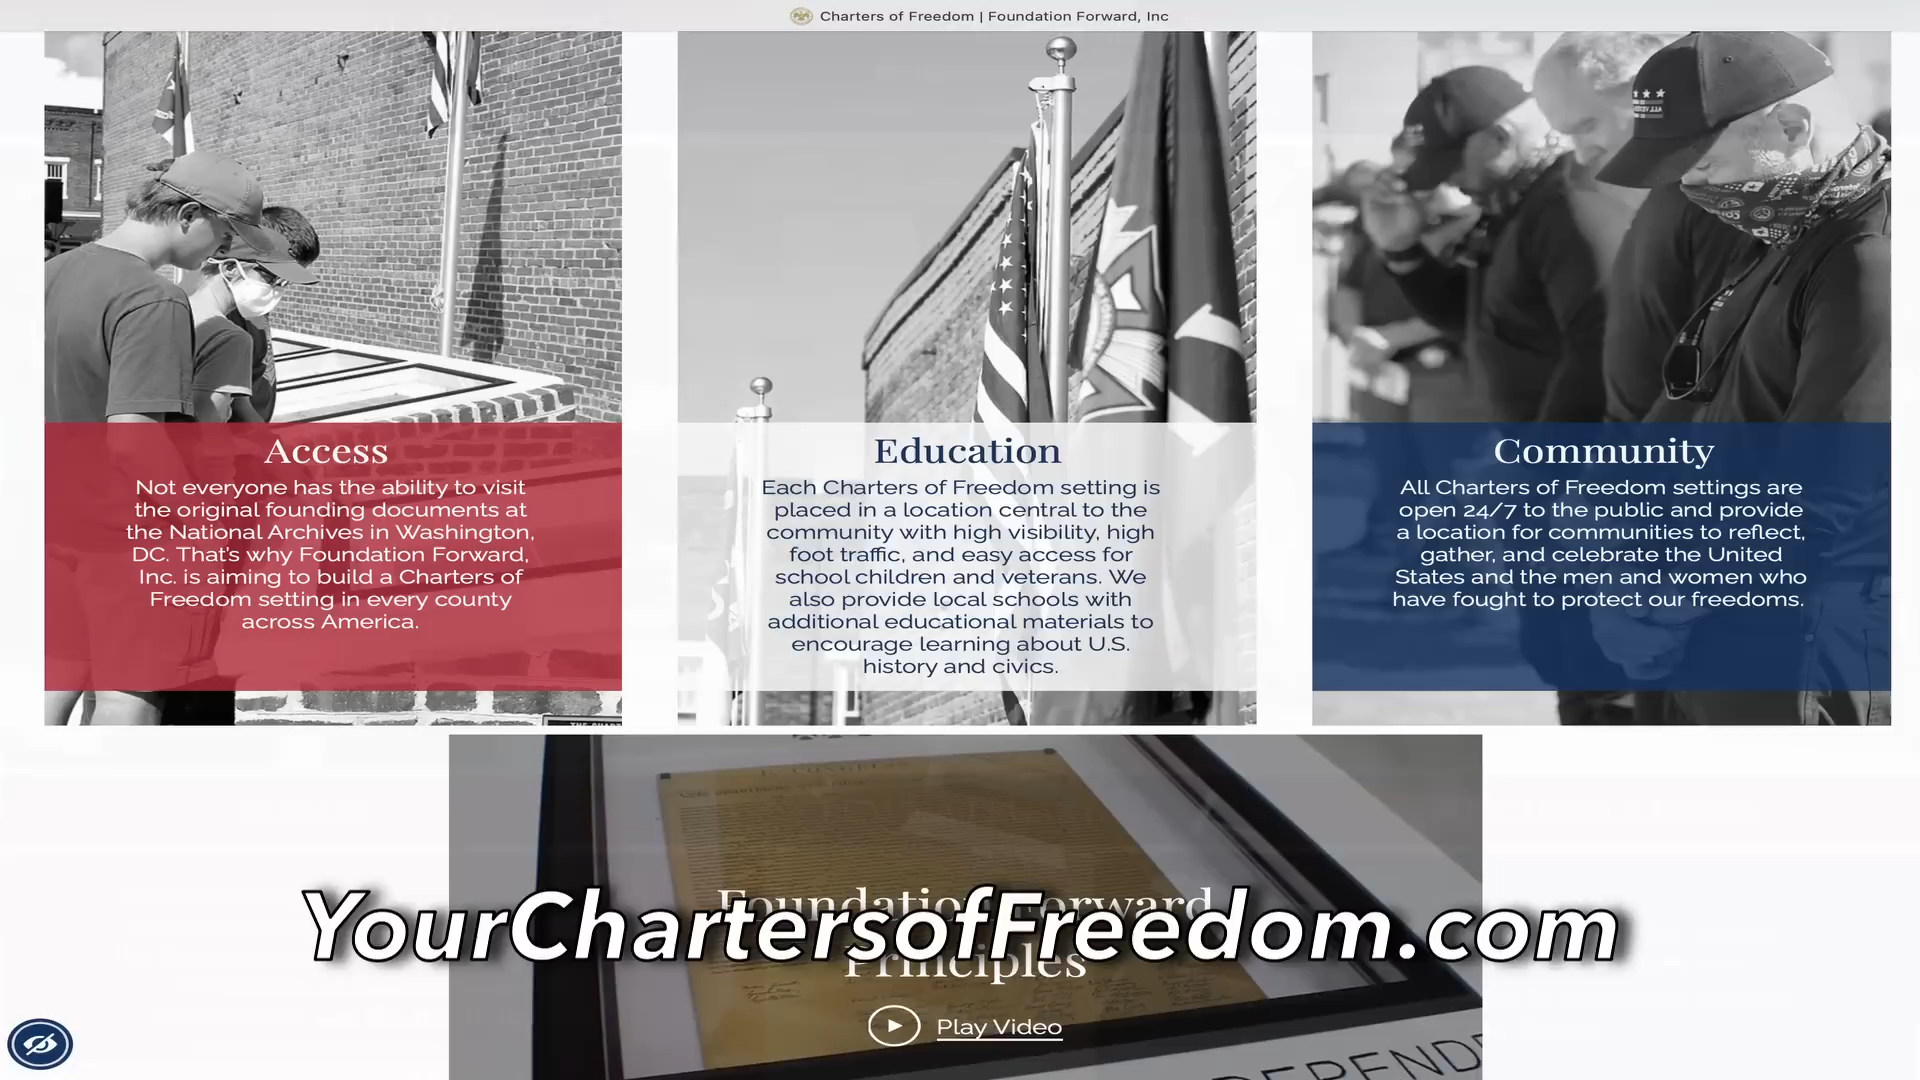 Charters of Freedom | Foundation Forward, Inc
Access
Not everyone has the ability to visit
the original founding documents at
the National Archives in Washington,
DC. That's why Foundation Forward,
Inc. is aiming to build a Charters of
Freedom setting in every county
across America.
Education
Each Charters of Freedom setting is
placed in a location central to the
community with high visibility, high
foot traffic, and easy access for
school children and veterans. We
also provide local schools with
additional educational materials to
encourage learning about U.S.
history and civics.
Community
All Charters of Freedom settings are
open 24/7 to the public and provide
a location for communities to reflect,
gather, and celebrate the United
States and the men and women who
have fought to protect our freedoms.
Foundation Forward
Principles
YourChartersofFreedom.com
Play Video